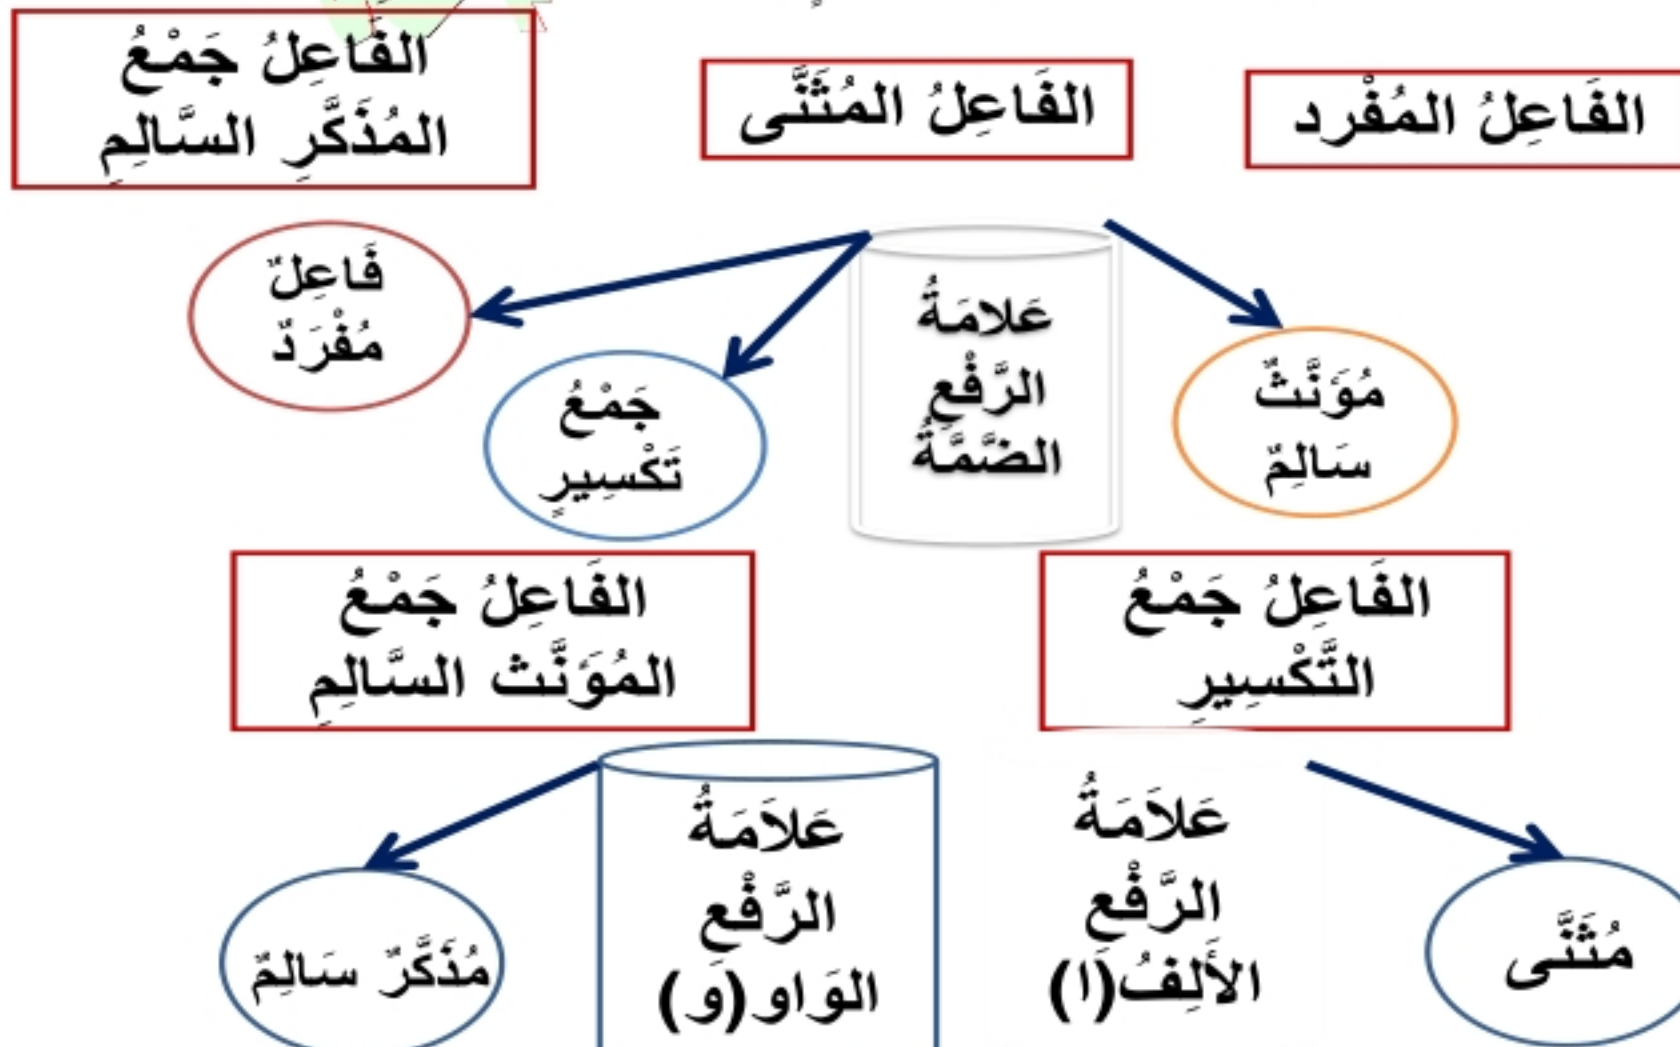 الفَاعِلُ المُفْرد
الفَاعِلُ المُثَنَّى
الفَاعِلُ جَمْعُ
المُذَكَّرِ السَّالِمِ
مُوَنَّثٌ
سَالِمٌ
عَلامَةُ
الرَّفْعِ
الضَّمَّةُ
جَمْعُ
تَكْسِيرٍ
فَاعِلٌ
مُفْرَدٌ
الفَاعِلُ جَمْعُ
التَّكْسِيرِ
الفَاعِلُ جَمْعُ
المُوَنَّث السَّالِمِ
مُثَنَّى
عَلاَمَةُ
الرَّفْعِ
الأَلِفُ(ا)
عَلاَمَةُ
الرَّفْعِ
الوَاو(و)
مُذَكَّرٌ سَالِمٌ